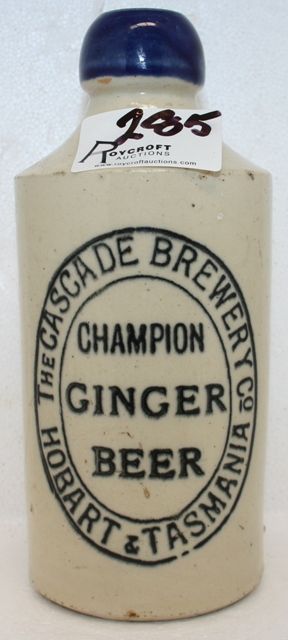 285
ROYCROFT
AUCTIONS
www.roycroftauctions.com
THE CASCADE BREWERY CO
CHAMPION
GINGER
BEER
HOBART & TASMANIA